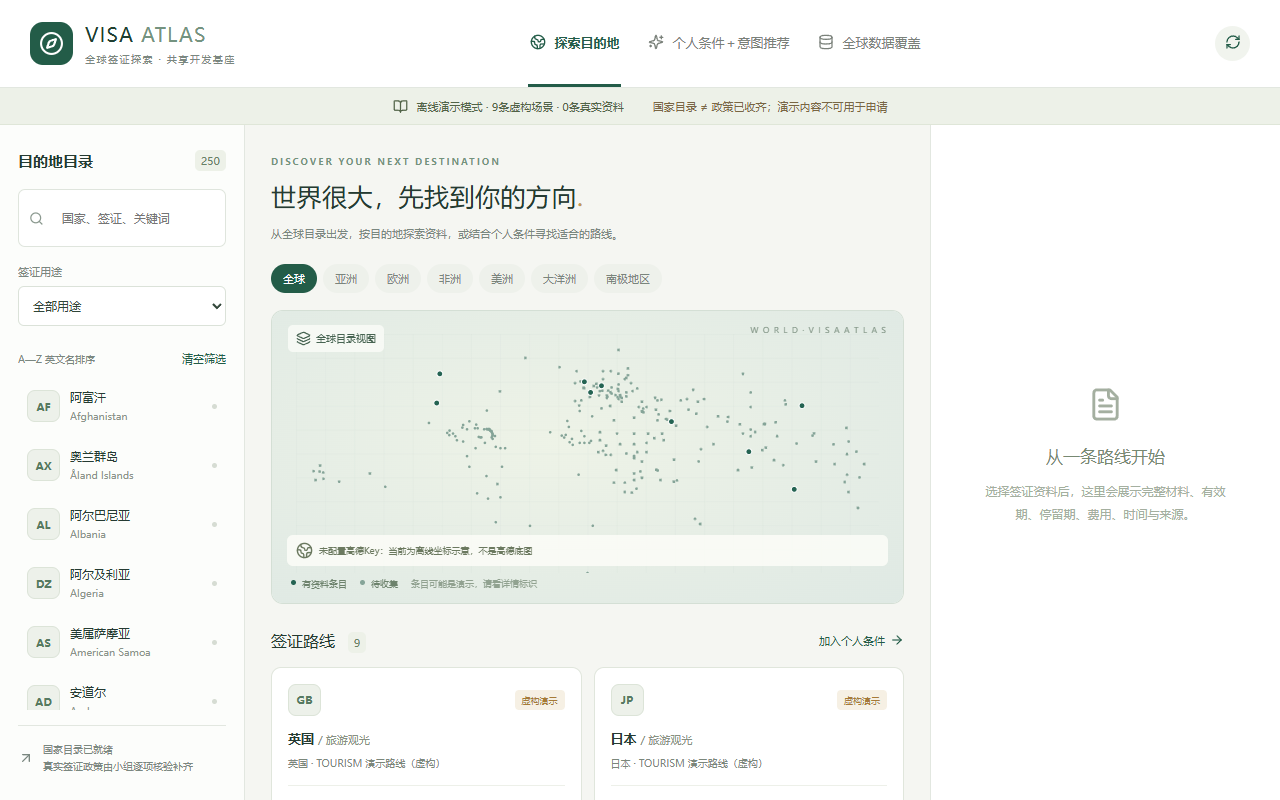 VISA ATLAS
全球签证探索 · 共享开发基座
探索目的地
个人条件 + 意图推荐
全球数据覆盖
离线演示模式 · 9条虚构场景 · 0条真实资料
国家目录 ≠ 政策已收齐；演示内容不可用于申请
目的地目录
250
国家、签证、关键词
签证用途
全部用途
A—Z 英文名排序
清空筛选
AF
阿富汗
Afghanistan
AX
奥兰群岛
Åland Islands
AL
阿尔巴尼亚
Albania
DZ
阿尔及利亚
Algeria
AS
美属萨摩亚
American Samoa
AD
安道尔
国家目录已就绪
真实签证政策由小组逐项核验补齐
DISCOVER YOUR NEXT DESTINATION
世界很大，先找到你的方向.
从全球目录出发，按目的地探索资料，或结合个人条件寻找适合的路线。
全球
亚洲
欧洲
非洲
美洲
大洋洲
南极地区
全球目录视图
WORLD·VISAATLAS
未配置高德Key：当前为离线坐标示意，不是高德底图
有资料条目
待收集
条目可能是演示，请看详情标识
签证路线
9
加入个人条件
GB
虚构演示
英国 / 旅游观光
英国 · TOURISM 演示路线（虚构）
JP
虚构演示
日本 / 旅游观光
日本 · TOURISM 演示路线（虚构）
从一条路线开始
选择签证资料后，这里会展示完整材料、有效
期、停留期、费用、时间与来源。